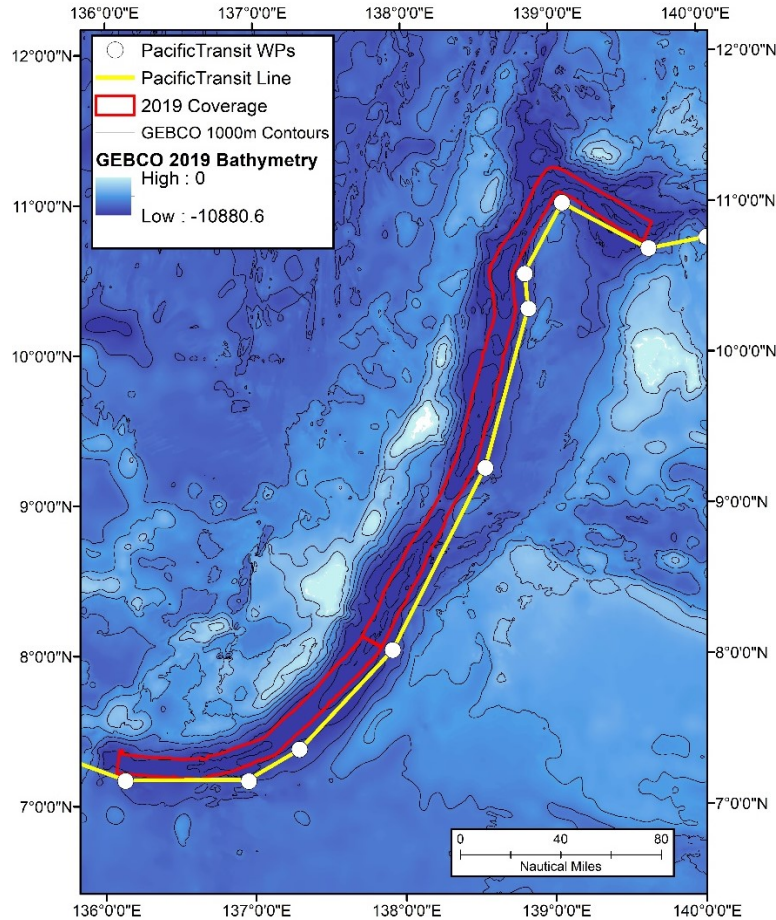 136°0'0"E 137°0'0"E 138°0'0"E 139°0'0"E 140°0'0"E
12°0'0"N 12°0'0"N
PacificTransit WPs
PacificTransit Line
2019 Coverage
GEBCO 1000m Contours
GEBCO 2019 Bathymetry
High : 0
Low : -10880.6
11°0'0"N 11°0'0"N
10°0'0"N 10°0'0"N
9°0'0"N 9°0'0"N
8°0'0"N 8°0'0"N
7°0'0"N 7°0'0"N
0 40 80
Nautical Miles
136°0'0"E 137°0'0"E 138°0'0"E 139°0'0"E 140°0'0"E